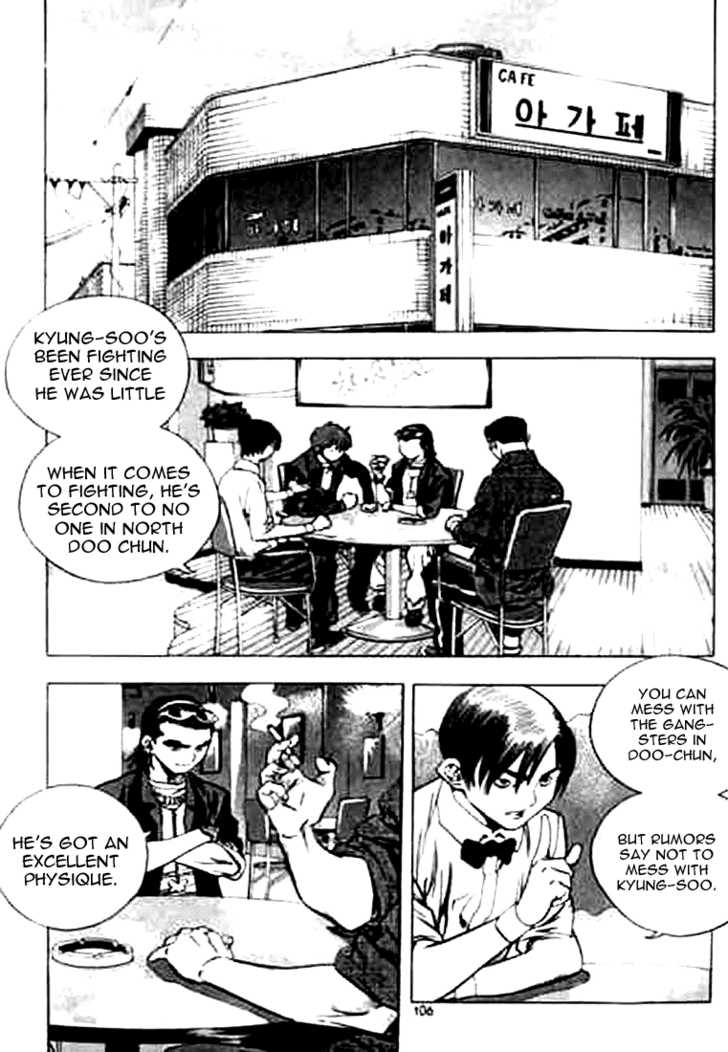 CAFE
아가페
아가페
KYUNG-SOO'S
BEEN FIGHTING
EVER SINCE
HE WAS LITTLE
WHEN IT COMES
TO FIGHTING, HE'S
SECOND TO NO
ONE IN NORTH
DOO CHUN.
HE'S GOT AN
EXCELLENT
PHYSIQUE.
YOU CAN
MESS WITH
THE GANG-
STERS IN
DOO-CHUN,
BUT RUMORS
SAY NOT TO
MESS WITH
KYUNG-SOO.
106